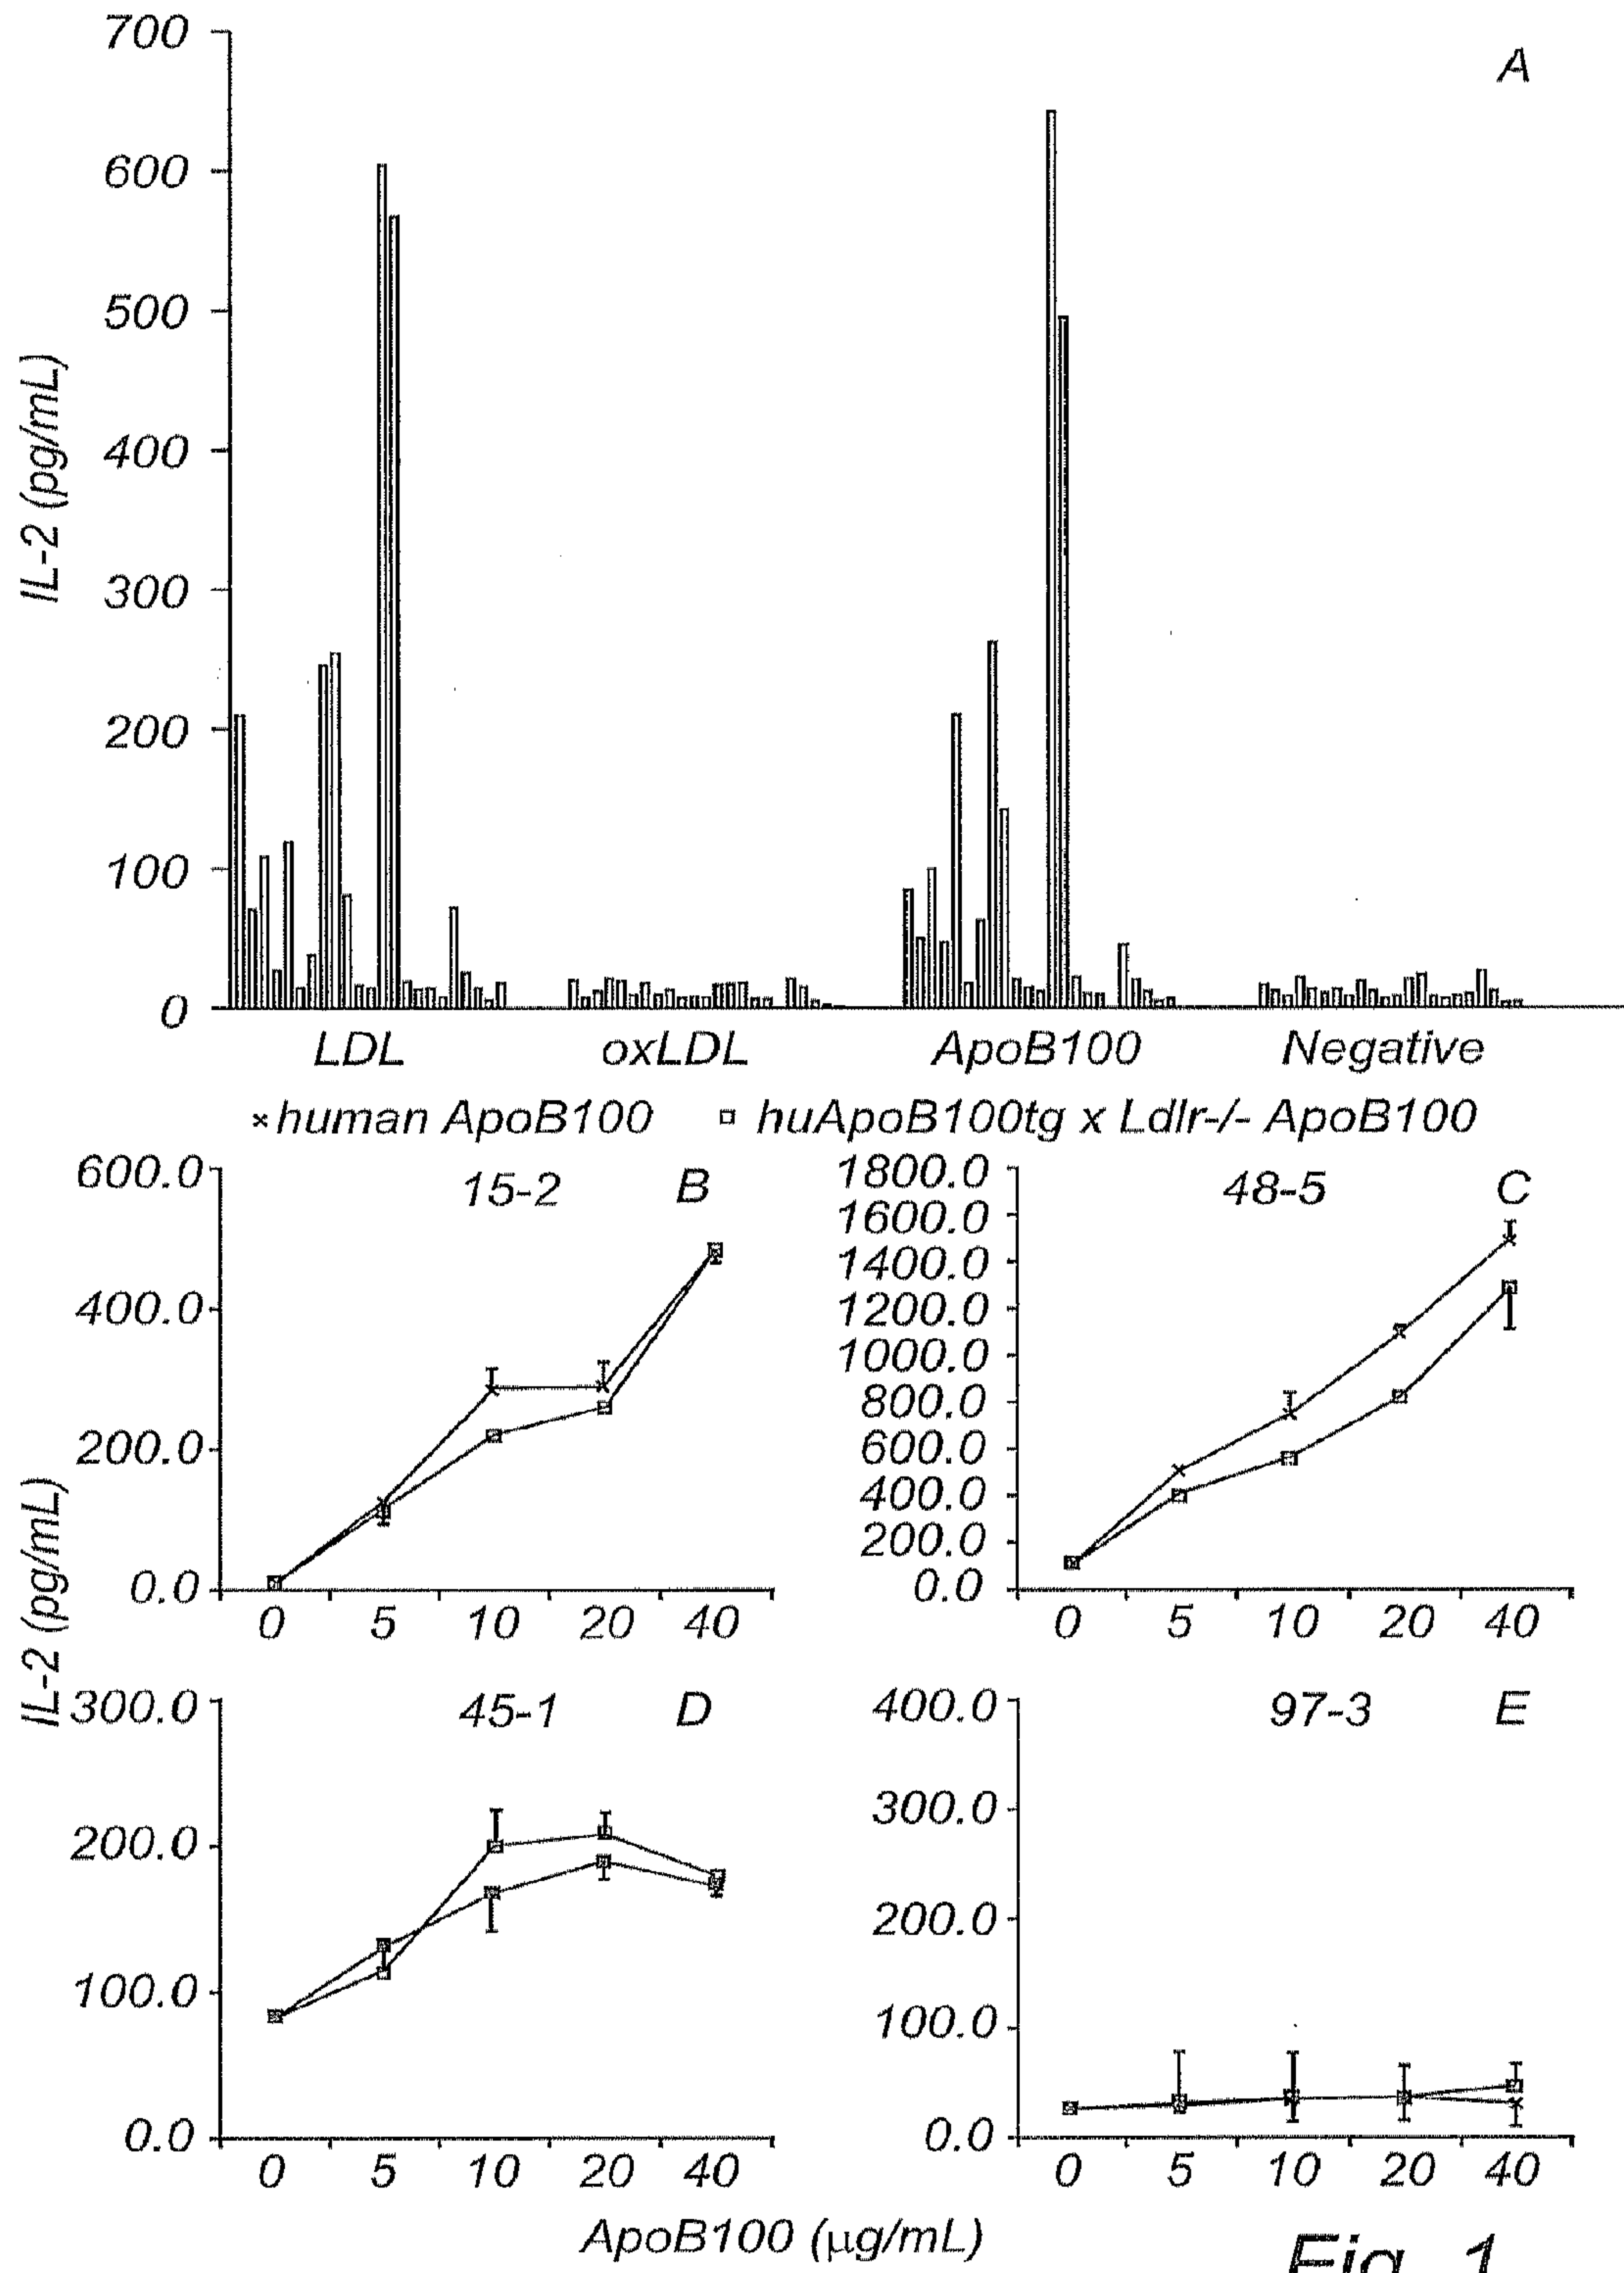 A
700
600
500
400
300
200
100
0
IL-2 (pg/mL)
LDL oxLDL ApoB100 Negative
× human ApoB100 □ huApoB100tg x Ldlr-/- ApoB100
15-2 B
600.0
400.0
200.0
0.0
0 5 10 20 40
48-5 C
1800.0
1600.0
1400.0
1200.0
1000.0
800.0
600.0
400.0
200.0
0.0
0 5 10 20 40
IL-2 (pg/mL)
45-1 D
300.0
200.0
100.0
0.0
0 5 10 20 40
97-3 E
400.0
300.0
200.0
100.0
0.0
0 5 10 20 40
ApoB100 (µg/mL)
Fig. 1